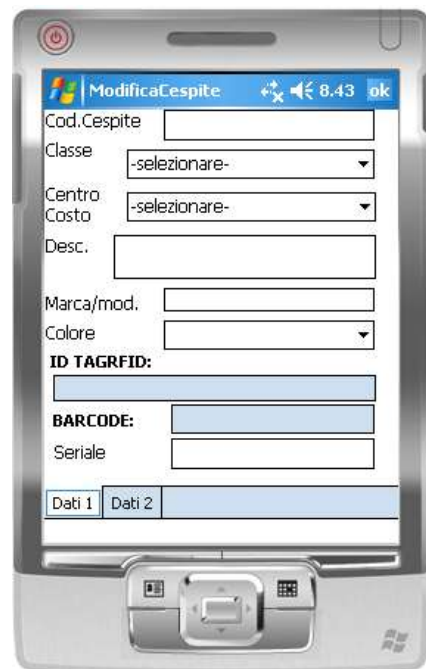 ModificaCespite 8.43 ok
Cod.Cespite
Classe
-selezionare-
Centro
Costo
-selezionare-
Desc.
Marca/mod.
Colore
ID TAGRFID:
BARCODE:
Seriale
Dati 1 Dati 2